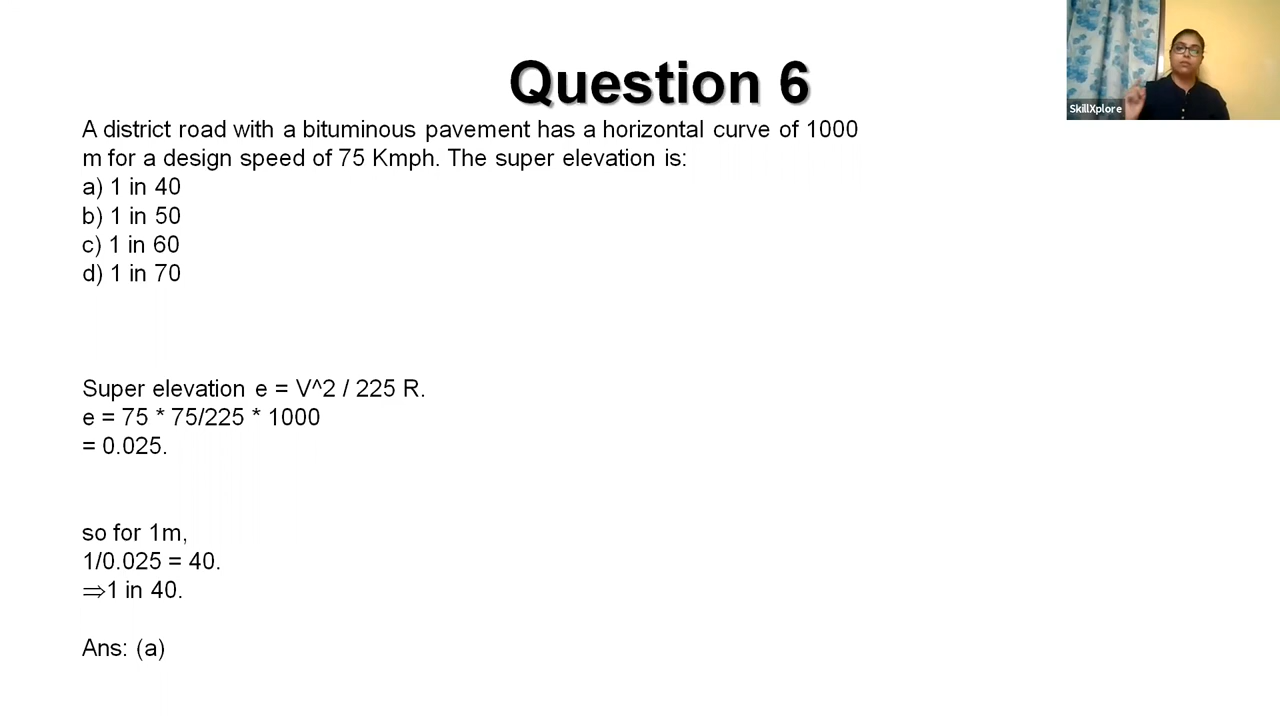 Question 6
A district road with a bituminous pavement has a horizontal curve of 1000
m for a design speed of 75 Kmph. The super elevation is:
a) 1 in 40
b) 1 in 50
c) 1 in 60
d) 1 in 70
Super elevation e = V^2 / 225 R.
e = 75 * 75/225 * 1000
= 0.025.
so for 1m,
1/0.025 = 40.
⇒1 in 40.
Ans: (a)
SkillXplore